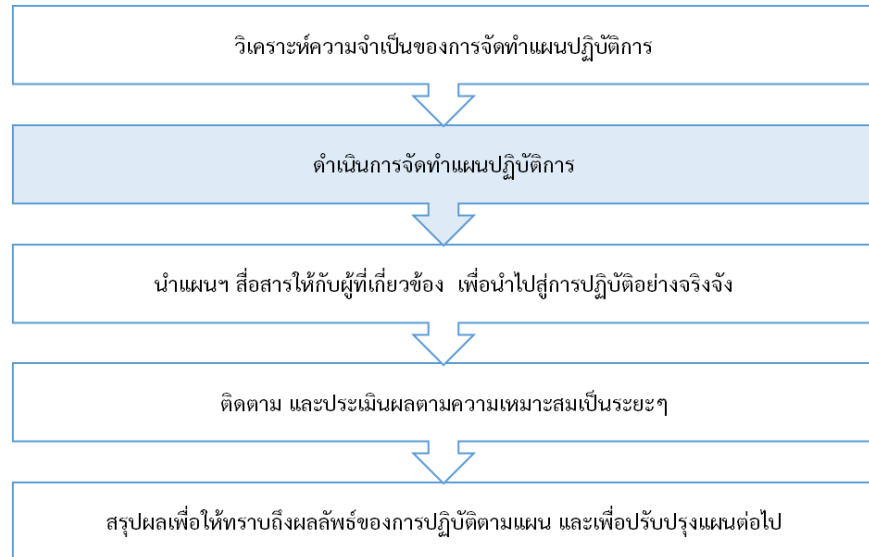 วิเคราะห์ความจำเป็นของการจัดทำแผนปฏิบัติการ
ดำเนินการจัดทำแผนปฏิบัติการ
นำแผนฯ สื่อสารให้กับผู้ที่เกี่ยวข้อง เพื่อนำไปสู่การปฏิบัติอย่างจริงจัง
ติดตาม และประเมินผลตามความเหมาะสมเป็นระยะๆ
สรุปผลเพื่อให้ทราบถึงผลลัพธ์ของการปฏิบัติตามแผน และเพื่อปรับปรุงแผนต่อไป